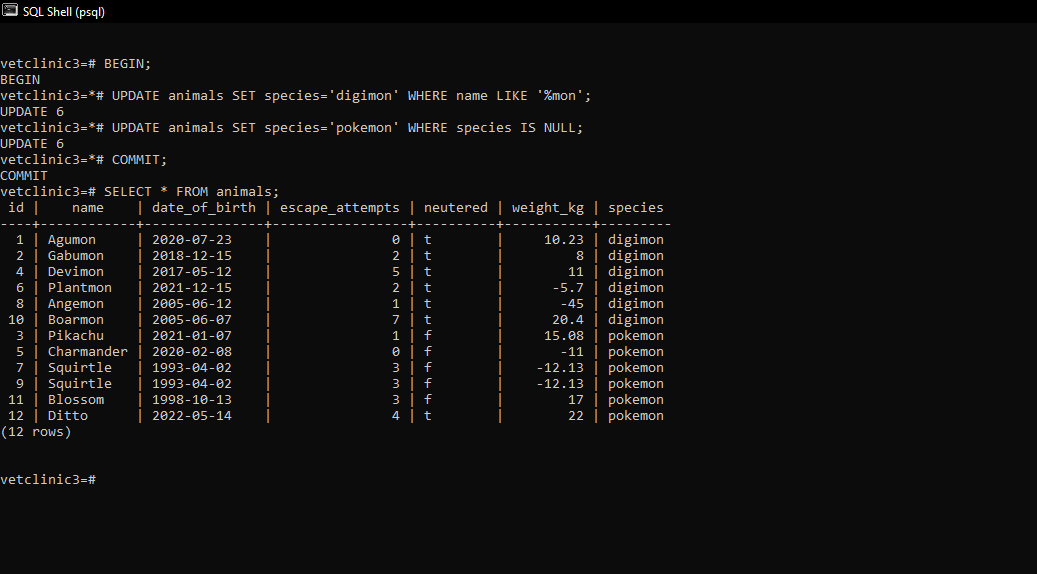 SQL Shell (psql)
vetclinic3=# BEGIN;
BEGIN
vetclinic3=*# UPDATE animals SET species='digimon' WHERE name LIKE '%mon';
UPDATE 6
vetclinic3=*# UPDATE animals SET species='pokemon' WHERE species IS NULL;
UPDATE 6
vetclinic3=*# COMMIT;
COMMIT
vetclinic3=# SELECT * FROM animals;
 id |    name    | date_of_birth | escape_attempts | neutered | weight_kg | species
----+------------+---------------+-----------------+----------+-----------+---------
  1 | Agumon     | 2020-07-23    |               0 | t        |     10.23 | digimon
  2 | Gabumon    | 2018-12-15    |               2 | t        |         8 | digimon
  4 | Devimon    | 2017-05-12    |               5 | t        |        11 | digimon
  6 | Plantmon   | 2021-12-15    |               2 | t        |      -5.7 | digimon
  8 | Angemon    | 2005-06-12    |               1 | t        |       -45 | digimon
 10 | Boarmon    | 2005-06-07    |               7 | t        |      20.4 | digimon
  3 | Pikachu    | 2021-01-07    |               1 | f        |     15.08 | pokemon
  5 | Charmander | 2020-02-08    |               0 | f        |       -11 | pokemon
  7 | Squirtle   | 1993-04-02    |               3 | f        |    -12.13 | pokemon
  9 | Squirtle   | 1993-04-02    |               3 | f        |    -12.13 | pokemon
 11 | Blossom    | 1998-10-13    |               3 | f        |        17 | pokemon
 12 | Ditto      | 2022-05-14    |               4 | t        |        22 | pokemon
(12 rows)
vetclinic3=#